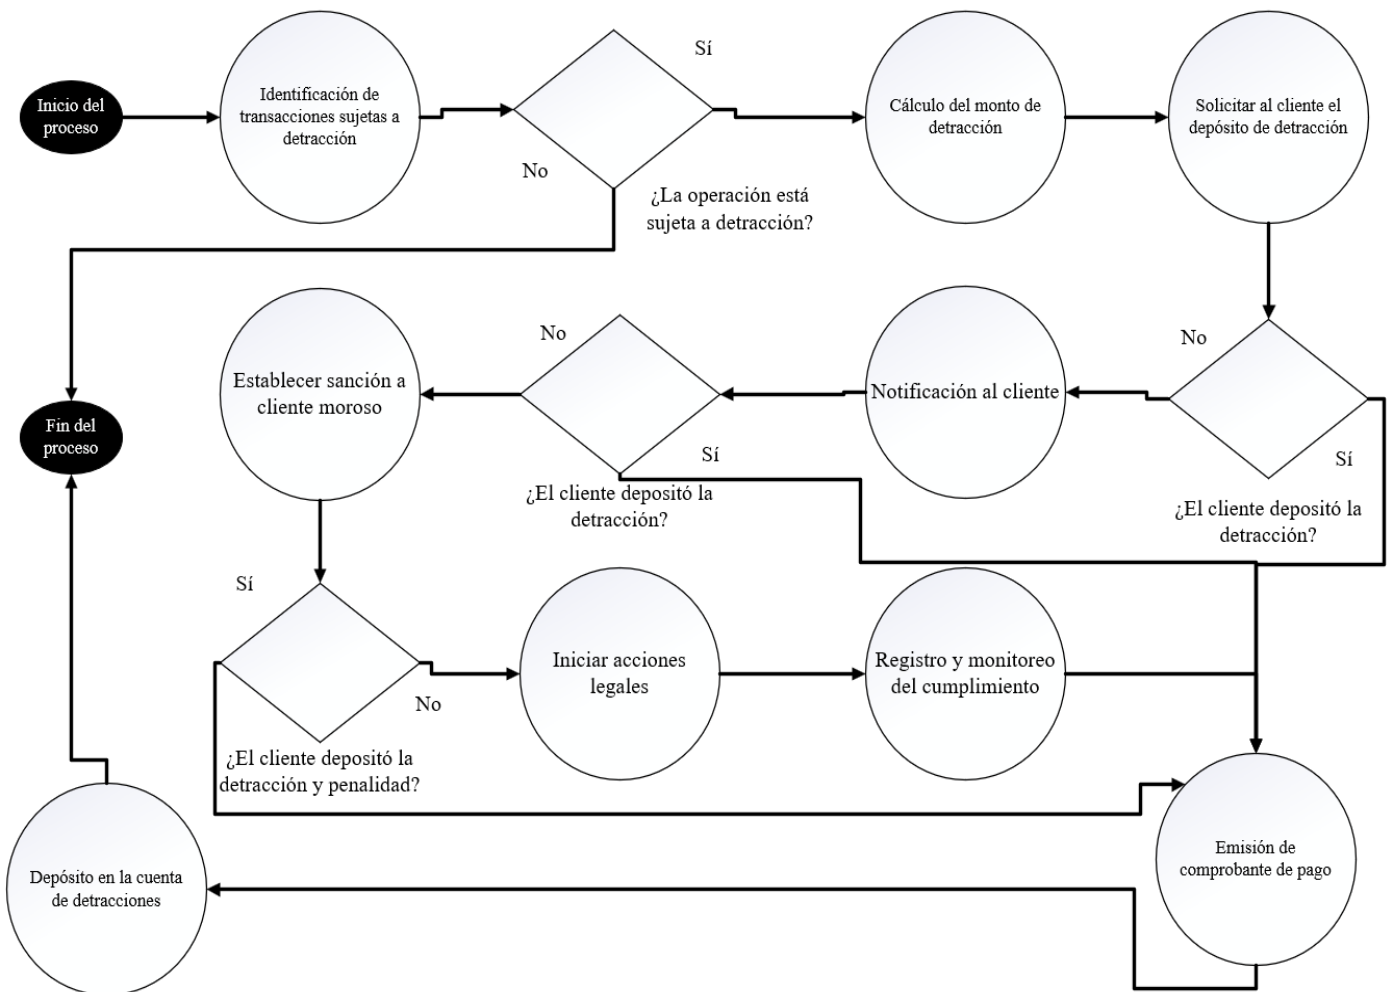 Inicio del
proceso
Identificación de
transacciones sujetas a
detracción
Sí
No
¿La operación está
sujeta a detracción?
Cálculo del monto de
detracción
Solicitar al cliente el
depósito de detracción
No
Sí
¿El cliente depositó la
detracción?
Notificación al cliente
No
Sí
¿El cliente depositó la
detracción?
Establecer sanción a
cliente moroso
Fin del
proceso
Sí
No
¿El cliente depositó la
detracción y penalidad?
Iniciar acciones
legales
Registro y monitoreo
del cumplimiento
Emisión de
comprobante de pago
Depósito en la cuenta
de detracciones